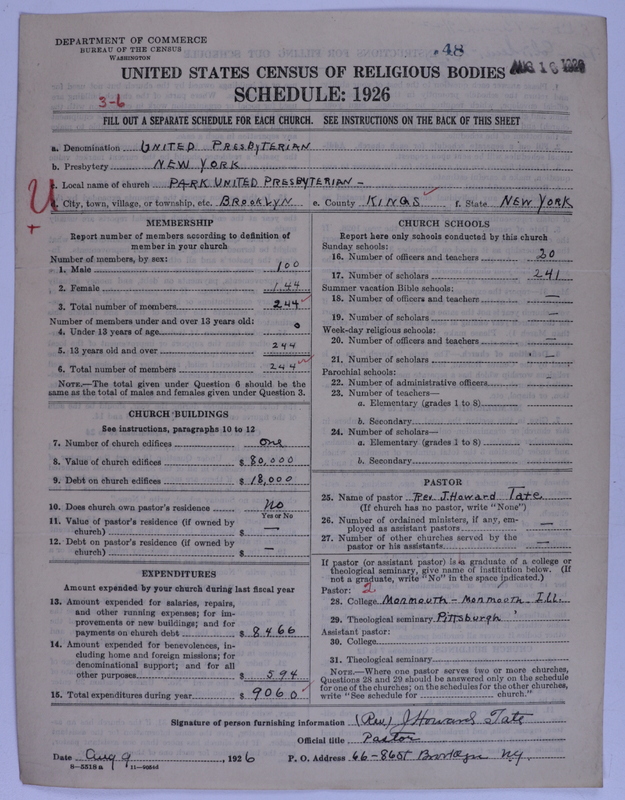 DEPARTMENT OF COMMERCE
BUREAU OF THE CENSUS
WASHINGTON
48
AUG 16 1926
UNITED STATES CENSUS OF RELIGIOUS BODIES
SCHEDULE: 1926
3-6
FILL OUT A SEPARATE SCHEDULE FOR EACH CHURCH. SEE INSTRUCTIONS ON THE BACK OF THIS SHEET
a. Denomination UNITED PRESBYTERIAN
b. Presbytery NEW YORK
c. Local name of church PARK UNITED PRESBYTERIAN –
d. City, town, village, or township, etc. BROOKLYN e. County KINGS f. State NEW YORK
MEMBERSHIP
Report number of members according to definition of
member in your church
Number of members, by sex:
1. Male 100
2. Female 144
3. Total number of members 244
Number of members under and over 13 years old:
4. Under 13 years of age 0
5. 13 years old and over 244
6. Total number of members 244
NOTE.—The total given under Question 6 should be the
same as the total of males and females given under Question 3.
CHURCH BUILDINGS
See instructions, paragraphs 10 to 12
7. Number of church edifices one
8. Value of church edifices $ 80,000
9. Debt on church edifices $ 18,000
10. Does church own pastor's residence No
Yes or No
11. Value of pastor's residence (if owned by
church) $ —
12. Debt on pastor's residence (if owned by
church) $ —
EXPENDITURES
Amount expended by your church during last fiscal year
13. Amount expended for salaries, repairs,
and other running expenses; for im-
provements or new buildings; and for
payments on church debt $ 8,466
14. Amount expended for benevolences, in-
cluding home and foreign missions; for
denominational support; and for all
other purposes $ 594
15. Total expenditures during year $ 9060
CHURCH SCHOOLS
Report here only schools conducted by this church
Sunday schools:
16. Number of officers and teachers 20
17. Number of scholars 241
Summer vacation Bible schools:
18. Number of officers and teachers —
19. Number of scholars —
Week-day religious schools:
20. Number of officers and teachers —
21. Number of scholars —
Parochial schools:
22. Number of administrative officers
23. Number of teachers—
a. Elementary (grades 1 to 8)
b. Secondary
24. Number of scholars—
a. Elementary (grades 1 to 8)
b. Secondary
PASTOR
25. Name of pastor Rev J. Howard Tate
(If church has no pastor, write "None")
26. Number of ordained ministers, if any, em-
ployed as assistant pastors —
27. Number of other churches served by the
pastor or his assistants —
If pastor (or assistant pastor) is a graduate of a college or
theological seminary, give name of institution below. (If
not a graduate, write "No" in the space indicated.)
Pastor: 2
28. College Monmouth – Monmouth Ill.
29. Theological seminary Pittsburgh
Assistant pastor:
30. College
31. Theological seminary
NOTE.—Where one pastor serves two or more churches,
Questions 28 and 29 should be answered only on the schedule
for one of the churches; on the schedules for the other churches,
write "See schedule for church."
Signature of person furnishing information (Rev) J Howard Tate
Official title Pastor
Date Aug 9, 1926 P. O. Address 66-86 St Brooklyn NY.
8—5518 a 11—9054d